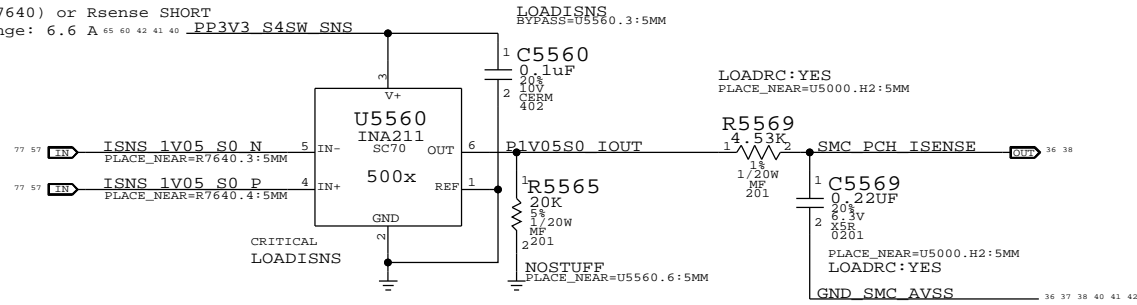 7640) or Rsense SHORT
nge: 6.6 A 65 60 42 41 40 PP3V3_S4SW_SNS
LOADISNS
BYPASS=U5560.3:5MM
1 C5560
0.1uF
20%
10V
2 CERM
402
3
V+
U5560
INA211
SC70
500x
77 57 IN ISNS_1V05_S0_N 5 IN-
PLACE_NEAR=R7640.3:5MM
77 57 IN ISNS_1V05_S0_P 4 IN+
PLACE_NEAR=R7640.4:5MM
OUT 6 P1V05S0_IOUT
REF 1
GND
2
CRITICAL
LOADISNS
1 R5565
20K
5%
1/20W
MF
2 201
NOSTUFF
PLACE_NEAR=U5560.6:5MM
LOADRC:YES
PLACE_NEAR=U5000.H2:5MM
R5569
1 4.53K 2
1%
1/20W
MF
201
SMC_PCH_ISENSE OUT 36 38
1 C5569
0.22UF
20%
2 6.3V
X5R
0201
PLACE_NEAR=U5000.H2:5MM
LOADRC:YES
GND_SMC_AVSS 36 37 38 40 41 42